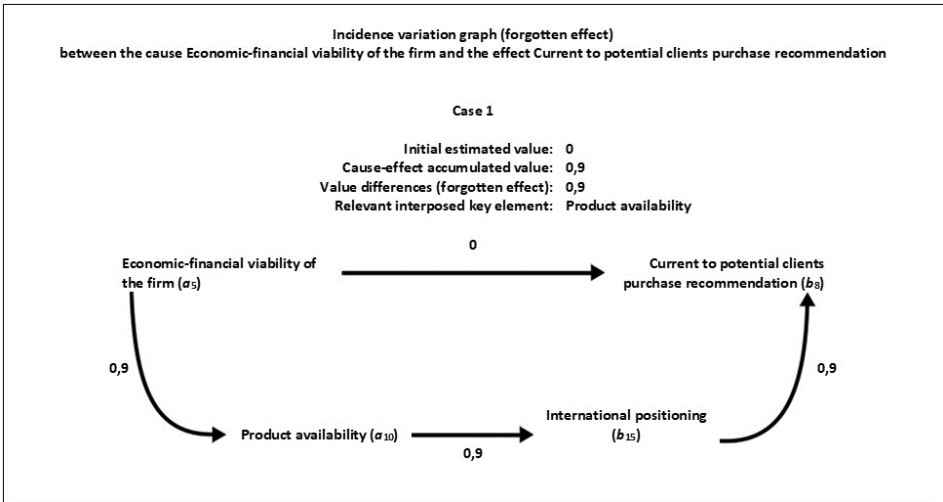 Incidence variation graph (forgotten effect)
between the cause Economic-financial viability of the firm and the effect Current to potential clients purchase recommendation
Case 1
Initial estimated value: 0
Cause-effect accumulated value: 0,9
Value differences (forgotten effect): 0,9
Relevant interposed key element: Product availability
0
Economic-financial viability of
the firm (a5)
Current to potential clients
purchase recommendation (b8)
0,9
0,9
Product availability (a10)
0,9
International positioning
(b15)